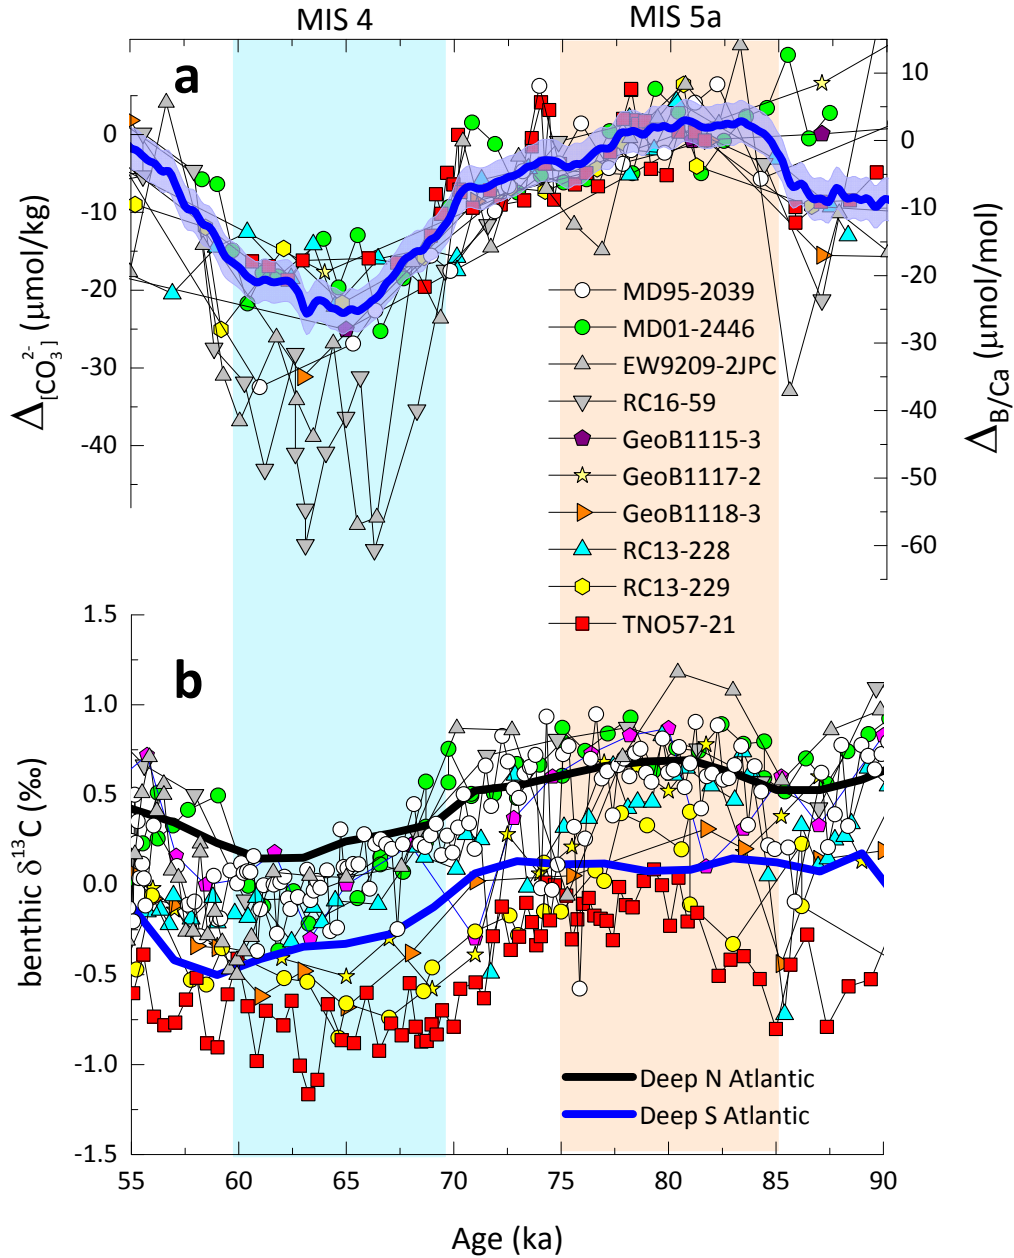 MIS 4
MIS 5a
a
0
-10
-20
-30
-40
Δ[CO₃²⁻] (μmol/kg)
10
0
-10
-20
-30
-40
-50
-60
ΔB/Ca (μmol/mol)
MD95-2039
MD01-2446
EW9209-2JPC
RC16-59
GeoB1115-3
GeoB1117-2
GeoB1118-3
RC13-228
RC13-229
TNO57-21
b
1.5
1.0
0.5
0.0
-0.5
-1.0
-1.5
benthic δ¹³C (‰)
Deep N Atlantic
Deep S Atlantic
55 60 65 70 75 80 85 90
Age (ka)